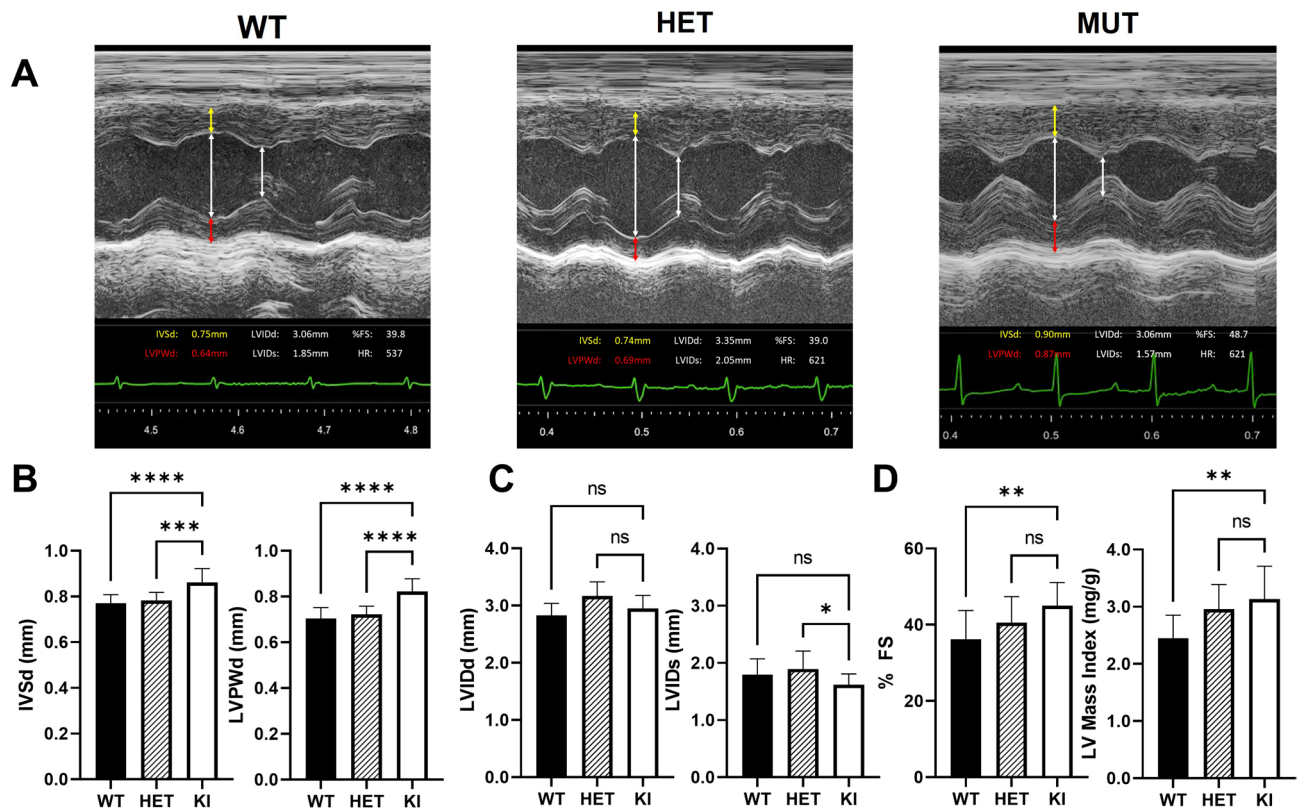 WT HET MUT
A
IVSd: 0.75mm LVIDd: 3.06mm %FS: 39.8
LVPWd: 0.64mm LVIDs: 1.85mm HR: 537
4.5 4.6 4.7 4.8
IVSd: 0.74mm LVIDd: 3.35mm %FS: 39.0
LVPWd: 0.69mm LVIDs: 2.05mm HR: 621
0.4 0.5 0.6 0.7
IVSd: 0.90mm LVIDd: 3.06mm %FS: 48.7
LVPWd: 0.87mm LVIDs: 1.57mm HR: 621
0.4 0.5 0.6 0.7
B
****
***
IVSd (mm)
1.0
0.8
0.6
0.4
0.2
0.0
WT HET KI
****
****
LVPWd (mm)
1.0
0.8
0.6
0.4
0.2
0.0
WT HET KI
C
ns
ns
LVIDd (mm)
4.0
3.0
2.0
1.0
0.0
WT HET KI
ns
*
LVIDs (mm)
4.0
3.0
2.0
1.0
0.0
WT HET KI
D
**
ns
% FS
60
40
20
0
WT HET KI
**
ns
LV Mass Index (mg/g)
4.0
3.0
2.0
1.0
0.0
WT HET KI